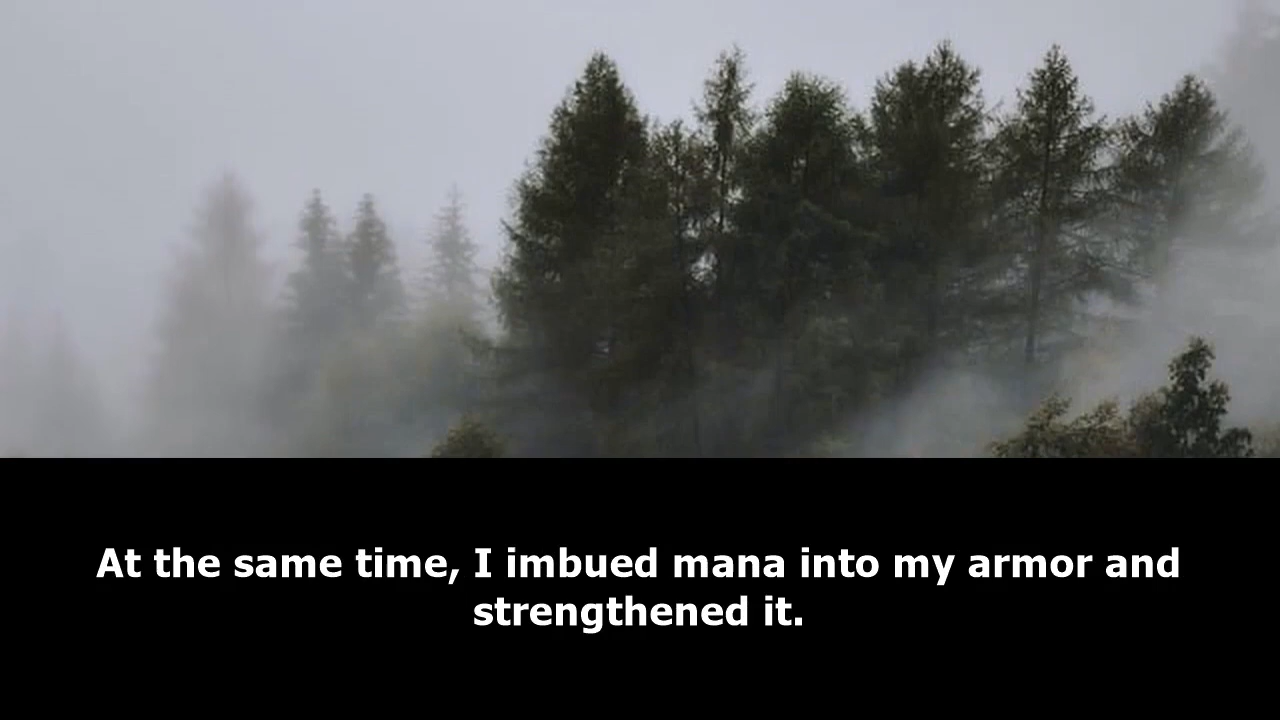 At the same time, I imbued mana into my armor and
strengthened it.